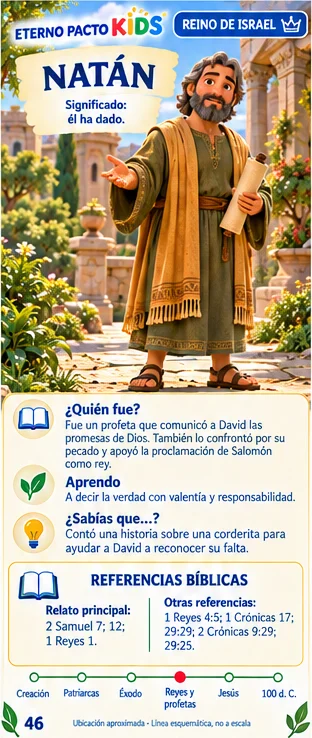 ETERNO PACTO KIDS
REINO DE ISRAEL
NATÁN
Significado:
él ha dado.
¿Quién fue?
Fue un profeta que comunicó a David las
promesas de Dios. También lo confrontó por su
pecado y apoyó la proclamación de Salomón
como rey.
Aprendo
A decir la verdad con valentía y responsabilidad.
¿Sabías que...?
Contó una historia sobre una corderita para
ayudar a David a reconocer su falta.
REFERENCIAS BÍBLICAS
Relato principal:
2 Samuel 7; 12;
1 Reyes 1.
Otras referencias:
1 Reyes 4:5; 1 Crónicas 17;
29:29; 2 Crónicas 9:29;
29:25.
Creación
Patriarcas
Éxodo
Reyes y
profetas
Jesús
100 d. C.
46
Ubicación aproximada • Línea esquemática, no a escala